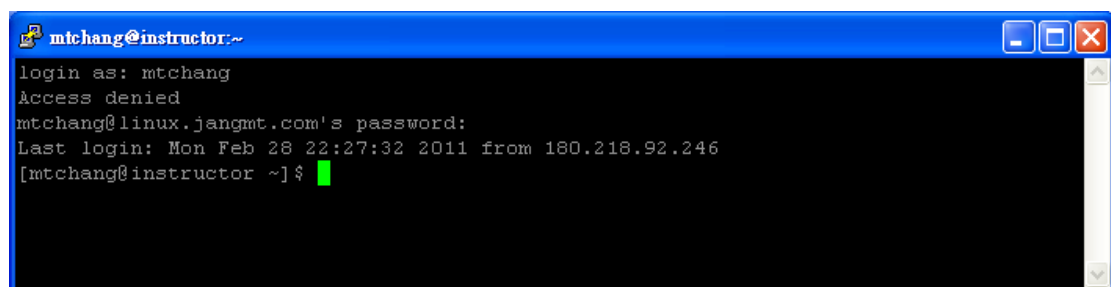 mtchang@instructor:~
login as: mtchang
Access denied
mtchang@linux.jangmt.com's password:
Last login: Mon Feb 28 22:27:32 2011 from 180.218.92.246
[mtchang@instructor ~]$